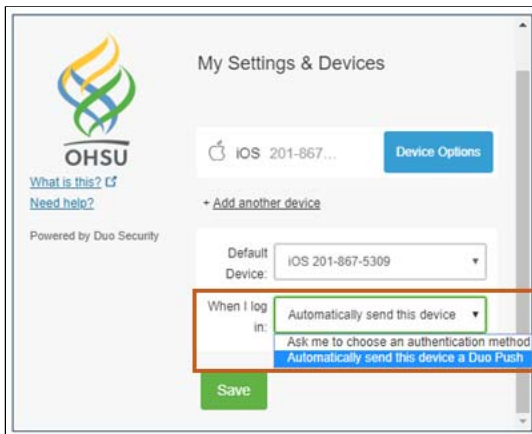 My Settings & Devices
OHSU
iOS 201-867...
Device Options
What is this?
Need help?
+ Add another device
Powered by Duo Security
Default
Device:
iOS 201-867-5309
When I log
in:
Automatically send this device
Ask me to choose an authentication method
Automatically send this device a Duo Push
Save